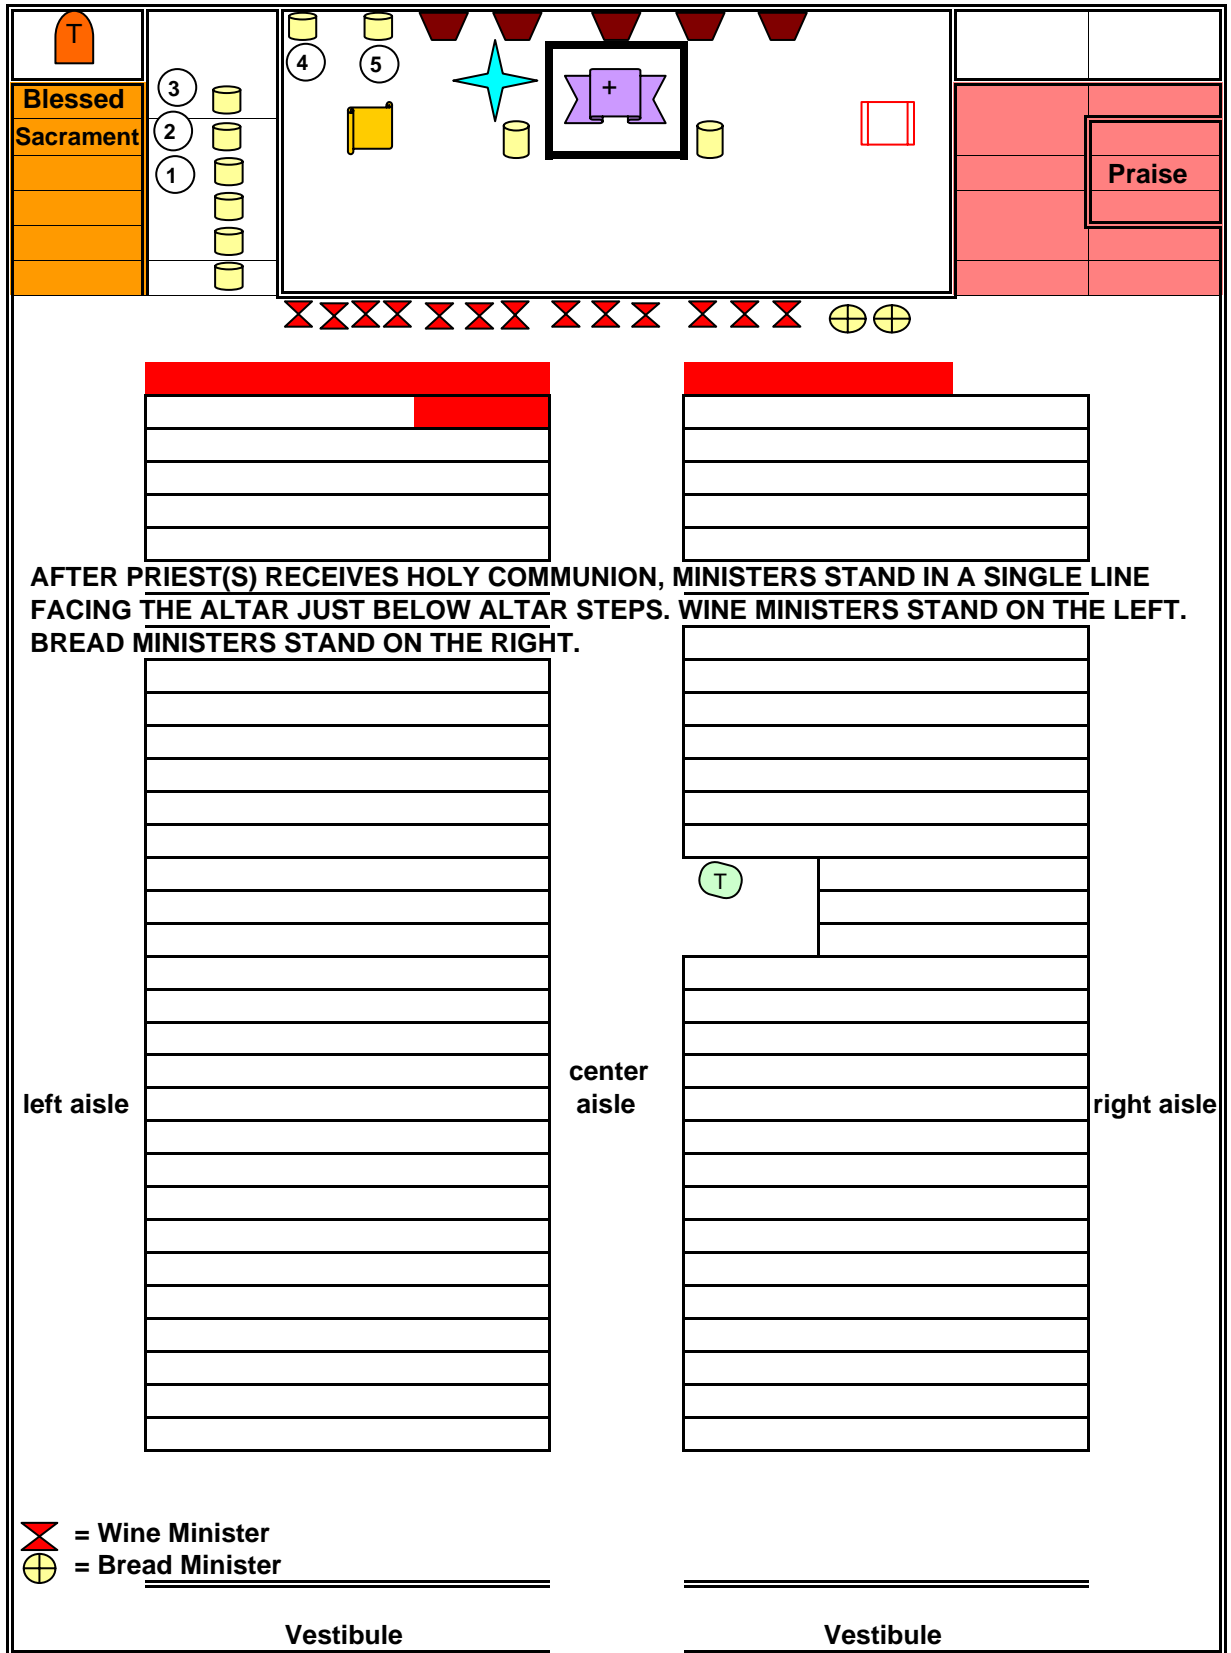 T
4
5
+
3
Blessed
2
Sacrament
1
Praise
AFTER PRIEST(S) RECEIVES HOLY COMMUNION, MINISTERS STAND IN A SINGLE LINE
FACING THE ALTAR JUST BELOW ALTAR STEPS. WINE MINISTERS STAND ON THE LEFT.
BREAD MINISTERS STAND ON THE RIGHT.
T
center
left aisle
aisle
right aisle
= Wine Minister
= Bread Minister
Vestibule
Vestibule